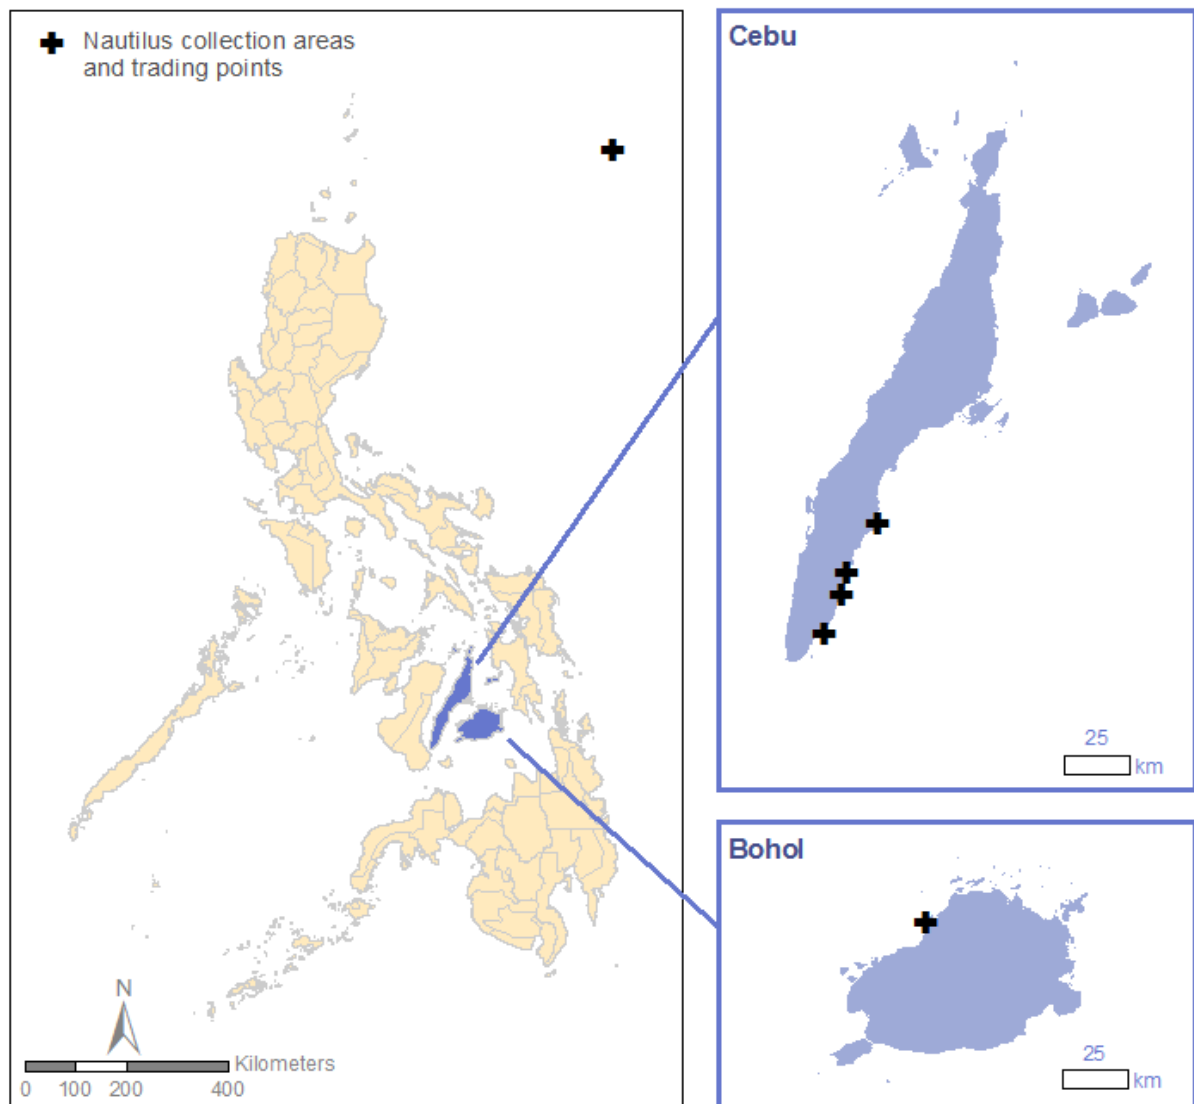 Nautilus collection areas
and trading points
N
Kilometers
0 100 200 400
Cebu
25
km
Bohol
25
km